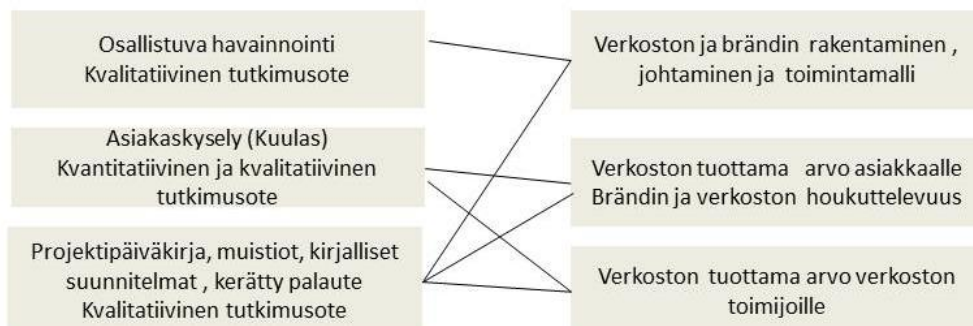 Osallistuva havainnointi
Kvalitatiivinen tutkimusote
Asiakaskysely (Kuulas)
Kvantitatiivinen ja kvalitatiivinen
tutkimusote
Projektipäiväkirja, muistiot, kirjalliset
suunnitelmat , kerätty palaute
Kvalitatiivinen tutkimusote
Verkoston ja brändin rakentaminen ,
johtaminen ja toimintamalli
Verkoston tuottama arvo asiakkaalle
Brändin ja verkoston houkuttelevuus
Verkoston tuottama arvo verkoston
toimijoille